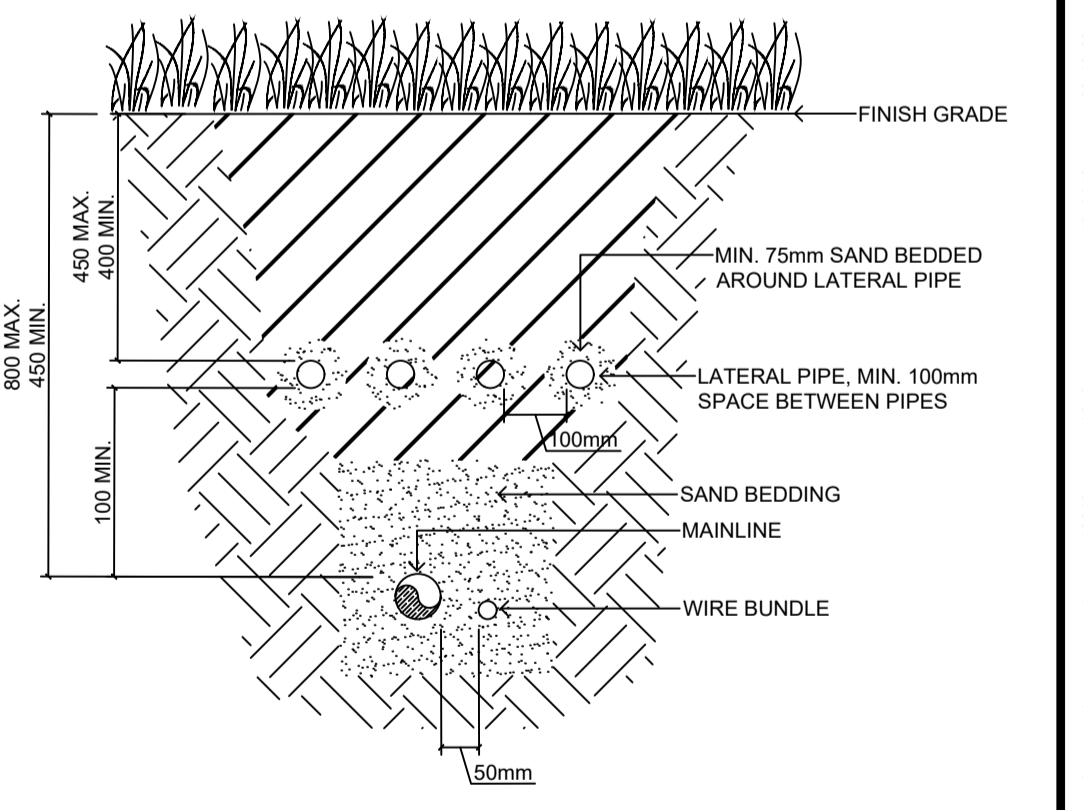 FINISH GRADE
450 MAX.
400 MIN.
MIN. 75mm SAND BEDDED
AROUND LATERAL PIPE
800 MAX.
450 MIN.
LATERAL PIPE, MIN. 100mm
SPACE BETWEEN PIPES
100mm
100 MIN.
SAND BEDDING
MAINLINE
WIRE BUNDLE
50mm